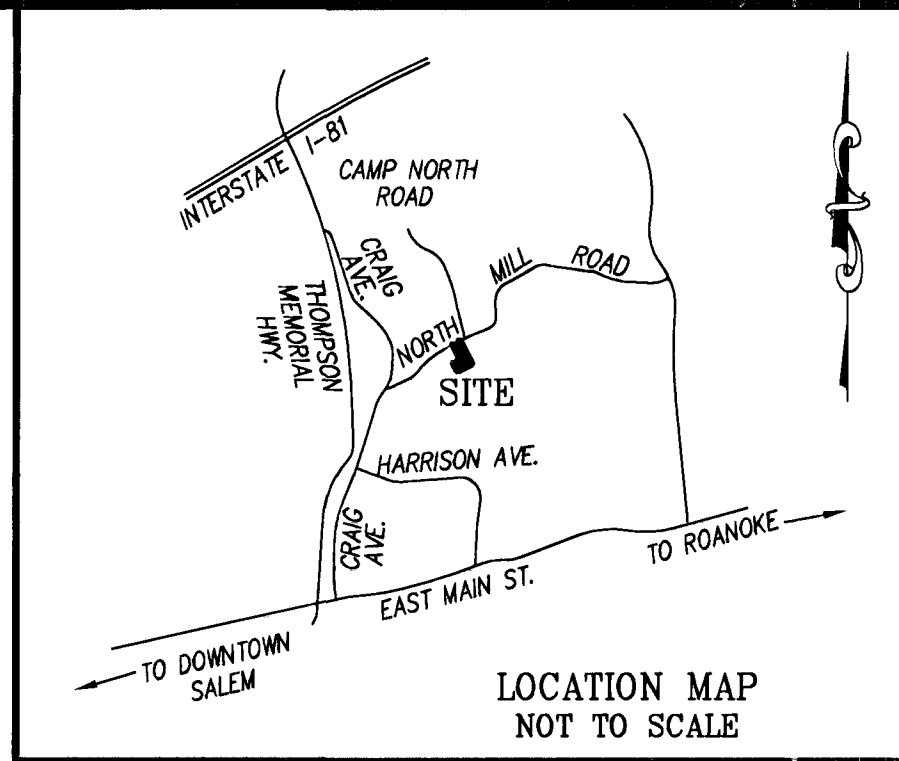 INTERSTATE I-81
CAMP NORTH
ROAD
CRAIG
AVE.
THOMPSON
MEMORIAL
HWY.
NORTH MILL ROAD
SITE
HARRISON AVE.
CRAIG
AVE.
EAST MAIN ST.
TO ROANOKE
TO DOWNTOWN
SALEM
LOCATION MAP
NOT TO SCALE